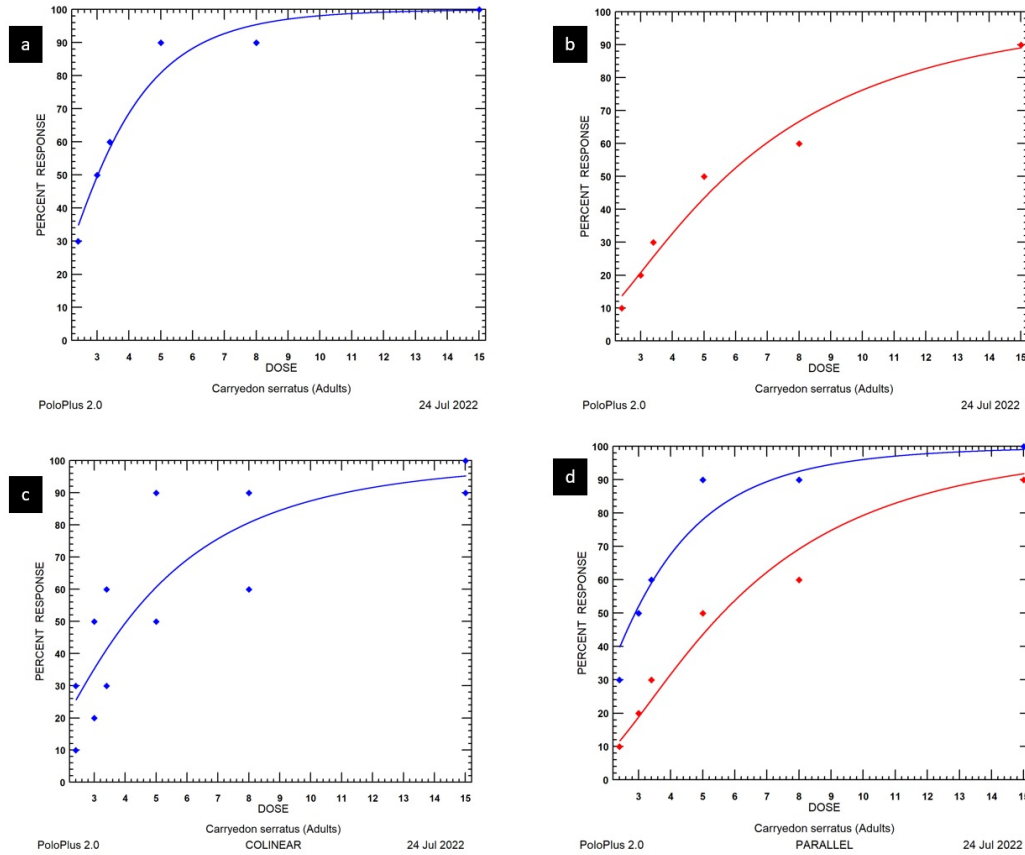 a
100
90
80
70
60
50
40
30
20
10
0
PERCENT RESPONSE
3 4 5 6 7 8 9 10 11 12 13 14 15
DOSE
Carryedon serratus (Adults)
PoloPlus 2.0 24 Jul 2022
b
100
90
80
70
60
50
40
30
20
10
0
PERCENT RESPONSE
3 4 5 6 7 8 9 10 11 12 13 14 15
DOSE
Carryedon serratus (Adults)
PoloPlus 2.0 24 Jul 2022
c
100
90
80
70
60
50
40
30
20
10
0
PERCENT RESPONSE
3 4 5 6 7 8 9 10 11 12 13 14 15
DOSE
Carryedon serratus (Adults)
PoloPlus 2.0 COLINEAR 24 Jul 2022
d
100
90
80
70
60
50
40
30
20
10
0
PERCENT RESPONSE
3 4 5 6 7 8 9 10 11 12 13 14 15
DOSE
Carryedon serratus (Adults)
PoloPlus 2.0 PARALLEL 24 Jul 2022